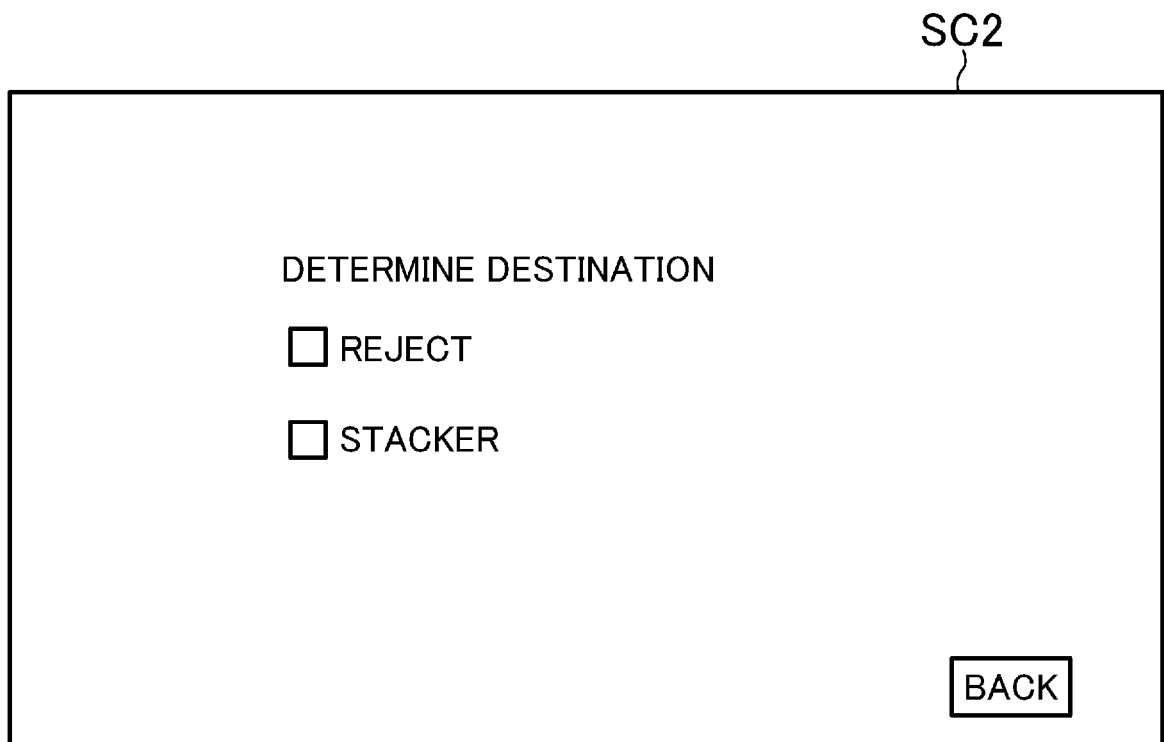 SC2
DETERMINE DESTINATION
REJECT
STACKER
BACK